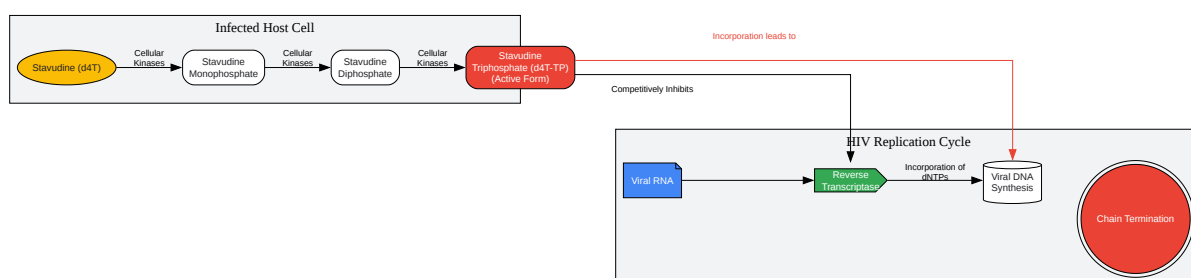 Infected Host Cell
Stavudine (d4T)
Cellular
Kinases
Stavudine
Monophosphate
Cellular
Kinases
Stavudine
Diphosphate
Cellular
Kinases
Stavudine
Triphosphate (d4T-TP)
(Active Form)
Incorporation leads to
Competitively Inhibits
HIV Replication Cycle
Viral RNA
Reverse
Transcriptase
Incorporation of
dNTPs
Viral DNA
Synthesis
Chain Termination